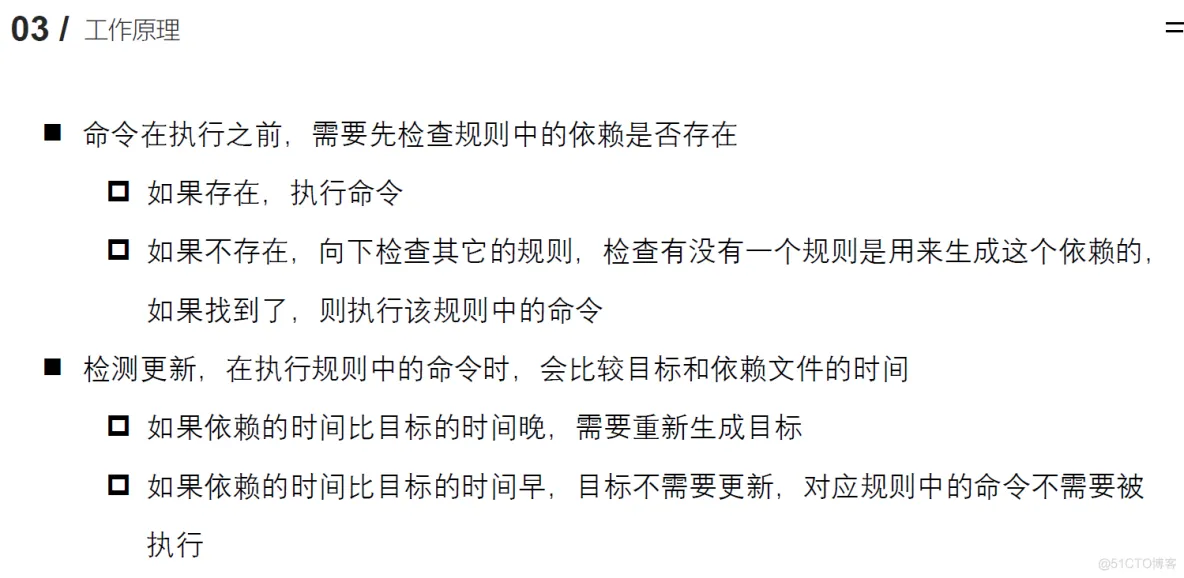 03 / 工作原理
命令在执行之前，需要先检查规则中的依赖是否存在
如果存在，执行命令
如果不存在，向下检查其它的规则，检查有没有一个规则是用来生成这个依赖的，
如果找到了，则执行该规则中的命令
检测更新，在执行规则中的命令时，会比较目标和依赖文件的时间
如果依赖的时间比目标的时间晚，需要重新生成目标
如果依赖的时间比目标的时间早，目标不需要更新，对应规则中的命令不需要被
执行
@51CTO博客